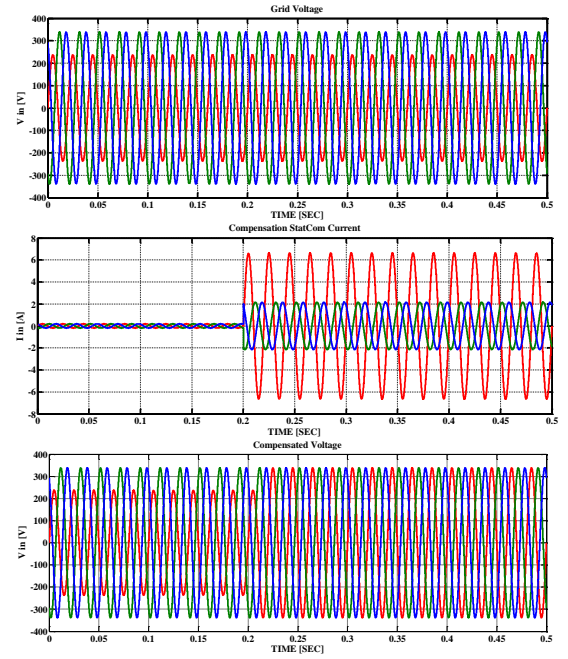 Grid Voltage
400
300
200
100
0
-100
-200
-300
-400
V in [V]
0 0.05 0.1 0.15 0.2 0.25 0.3 0.35 0.4 0.45 0.5
TIME [SEC]
Compensation StatCom Current
8
6
4
2
0
-2
-4
-6
-8
I in [A]
0 0.05 0.1 0.15 0.2 0.25 0.3 0.35 0.4 0.45 0.5
TIME [SEC]
Compensated Voltage
400
300
200
100
0
-100
-200
-300
-400
V in [V]
0 0.05 0.1 0.15 0.2 0.25 0.3 0.35 0.4 0.45 0.5
TIME [SEC]